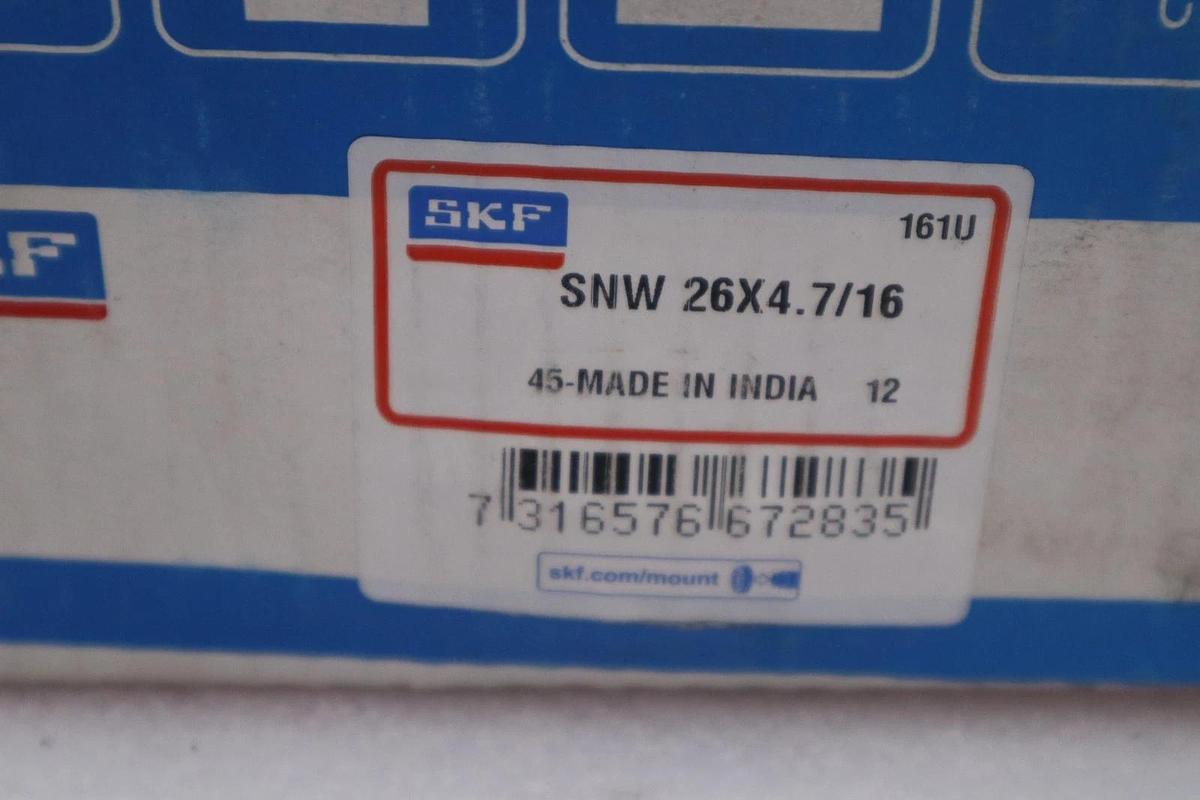 SKF
161U
SNW 26X4.7/16
45-MADE IN INDIA 12
7 316576 672835
skf.com/mount